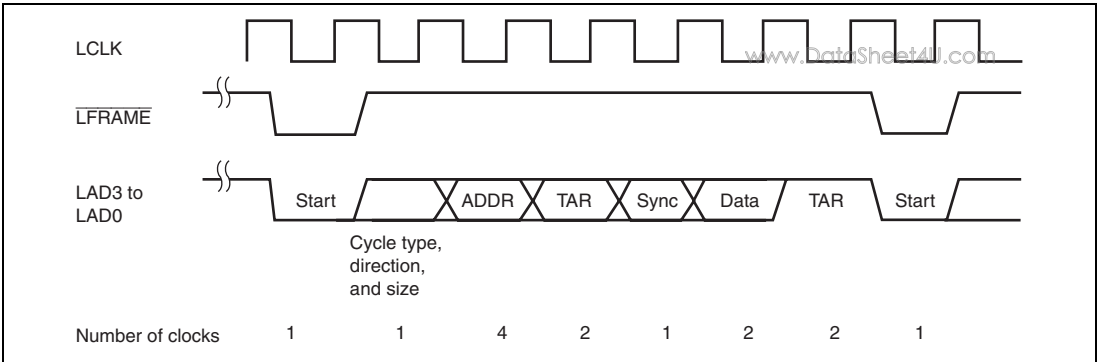 LCLK
www.DataSheet4U.com
LFRAME
LAD3 to
LAD0
Start ADDR TAR Sync Data TAR Start
Cycle type,
direction,
and size
Number of clocks 1 1 4 2 1 2 2 1